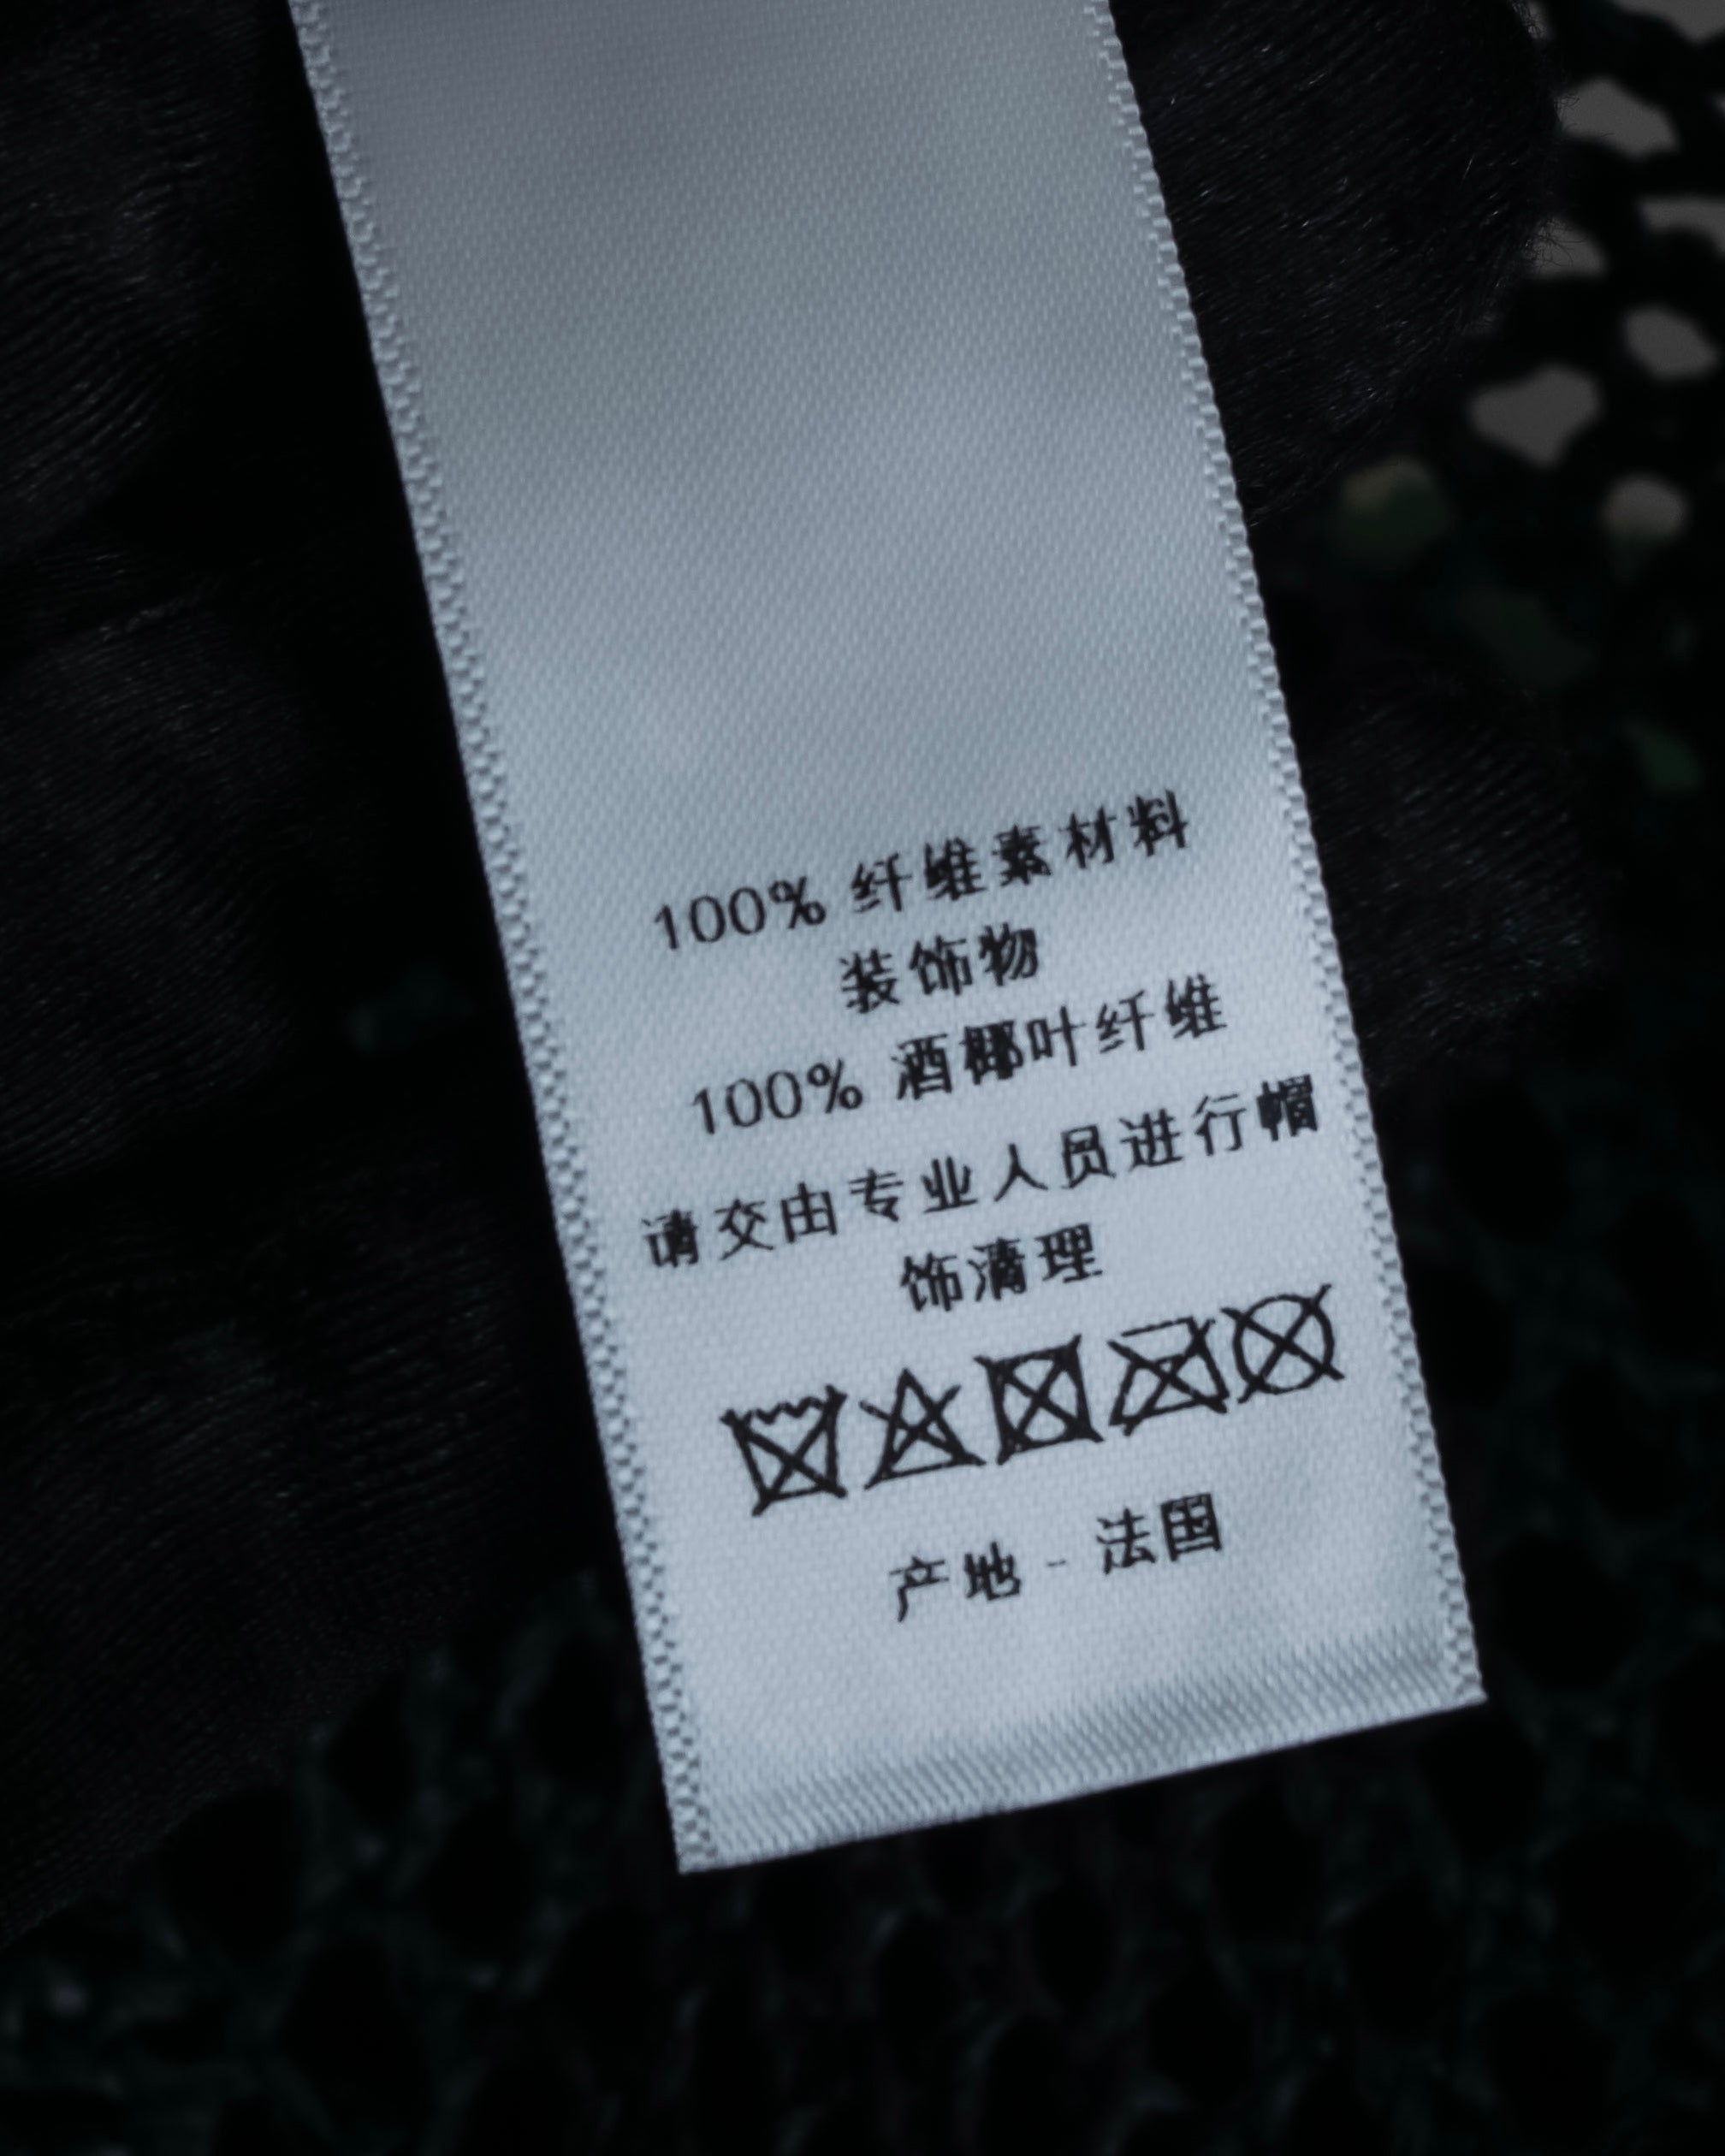 100% 纤维素材料
装饰物
100% 酒椰叶纤维
请交由专业人员进行帽
饰清理
产地 - 法国